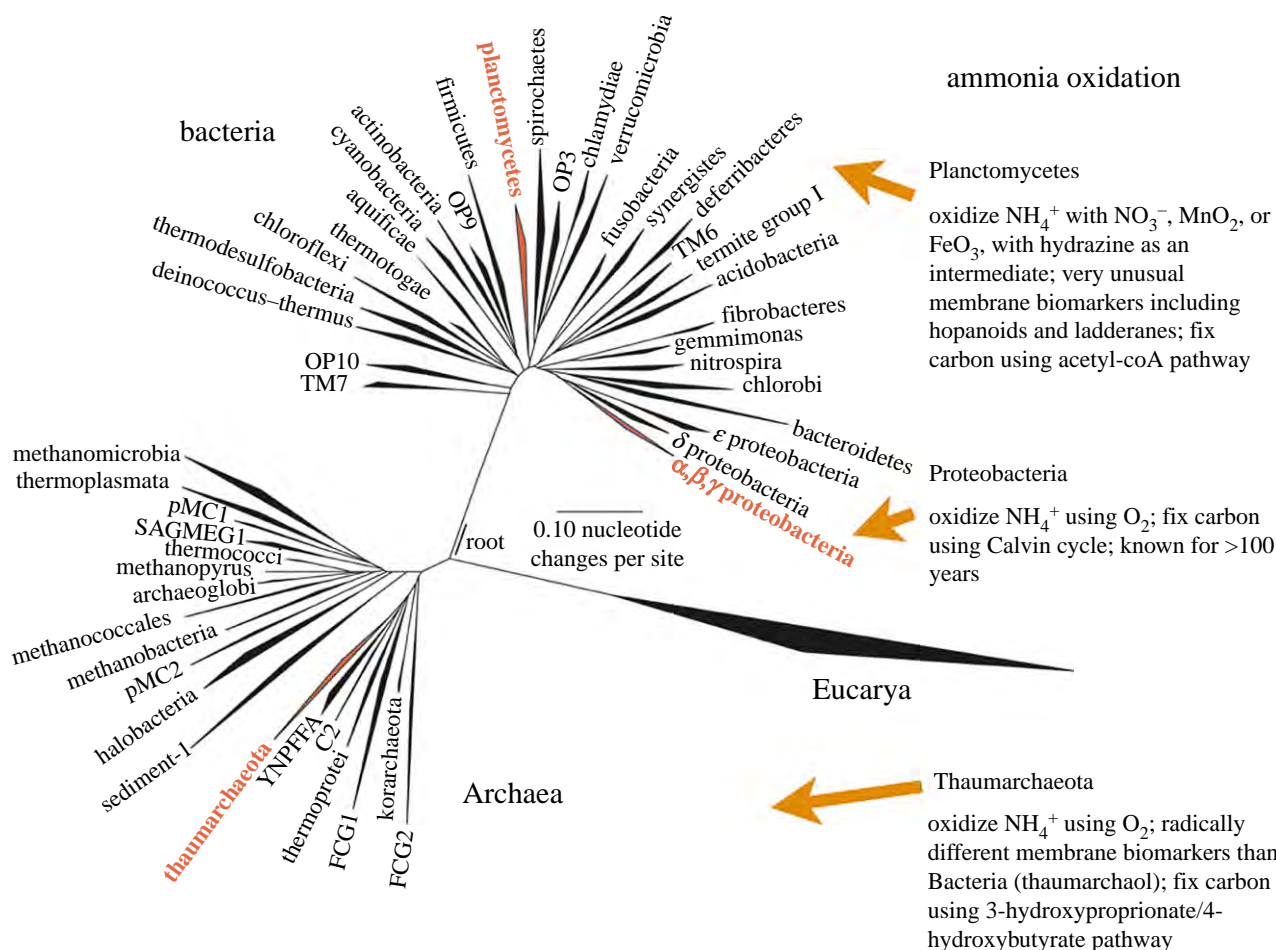 ammonia oxidation
bacteria
Archaea
Eucarya
root
0.10 nucleotide
changes per site
TM7
OP10
deinococcus–thermus
thermodesulfobacteria
chloroflexi
thermotogae
aquificae
cyanobacteria
actinobacteria
OP9
firmicutes
planctomycetes
spirochaetes
OP3
chlamydiae
verrucomicrobia
fusobacteria
synergistes
deferribacteres
TM6
termite group I
acidobacteria
fibrobacteres
gemmimonas
nitrospira
chlorobi
bacteroidetes
ε proteobacteria
δ proteobacteria
α,β,γ proteobacteria
methanomicrobia
thermoplasmata
pMC1
SAGMEG1
thermococci
methanopyrus
archaeoglobi
methanococcales
methanobacteria
pMC2
halobacteria
sediment-1
thaumarchaeota
YNPFFA
C2
thermoprotei
FCG1
korarchaeota
FCG2
Planctomycetes
oxidize NH₄⁺ with NO₃⁻, MnO₂, or
FeO₃, with hydrazine as an
intermediate; very unusual
membrane biomarkers including
hopanoids and ladderanes; fix
carbon using acetyl-coA pathway
Proteobacteria
oxidize NH₄⁺ using O₂; fix carbon
using Calvin cycle; known for >100
years
Thaumarchaeota
oxidize NH₄⁺ using O₂; radically
different membrane biomarkers than
Bacteria (thaumarchaol); fix carbon
using 3-hydroxyproprionate/4-
hydroxybutyrate pathway